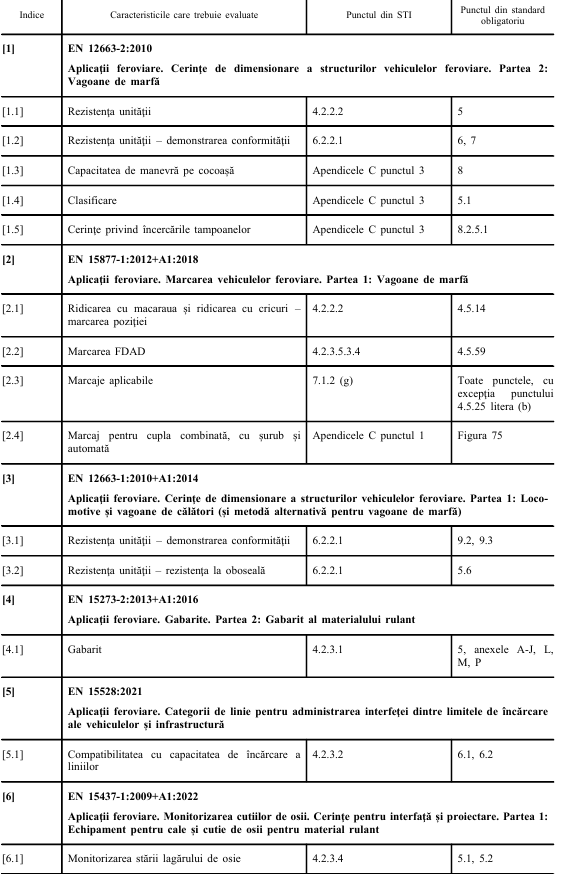 Indice
Caracteristicile care trebuie evaluate
Punctul din STI
Punctul din standard
obligatoriu
[1]
EN 12663-2:2010
Aplicații feroviare. Cerințe de dimensionare a structurilor vehiculelor feroviare. Partea 2:
Vagoane de marfă
[1.1]
Rezistența unității
4.2.2.2
5
[1.2]
Rezistența unității – demonstrarea conformității
6.2.2.1
6, 7
[1.3]
Capacitatea de manevră pe cocoașă
Apendicele C punctul 3
8
[1.4]
Clasificare
Apendicele C punctul 3
5.1
[1.5]
Cerințe privind încercările tampoanelor
Apendicele C punctul 3
8.2.5.1
[2]
EN 15877-1:2012+A1:2018
Aplicații feroviare. Marcarea vehiculelor feroviare. Partea 1: Vagoane de marfă
[2.1]
Ridicarea cu macaraua și ridicarea cu cricuri –
marcarea poziției
4.2.2.2
4.5.14
[2.2]
Marcarea FDAD
4.2.3.5.3.4
4.5.59
[2.3]
Marcaje aplicabile
7.1.2 (g)
Toate punctele, cu
excepția punctului
4.5.25 litera (b)
[2.4]
Marcaj pentru cupla combinată, cu șurub și
automată
Apendicele C punctul 1
Figura 75
[3]
EN 12663-1:2010+A1:2014
Aplicații feroviare. Cerințe de dimensionare a structurilor vehiculelor feroviare. Partea 1: Loco-
motive și vagoane de călători (și metodă alternativă pentru vagoane de marfă)
[3.1]
Rezistența unității – demonstrarea conformității
6.2.2.1
9.2, 9.3
[3.2]
Rezistența unității – rezistența la oboseală
6.2.2.1
5.6
[4]
EN 15273-2:2013+A1:2016
Aplicații feroviare. Gabarite. Partea 2: Gabarit al materialului rulant
[4.1]
Gabarit
4.2.3.1
5, anexele A-J, L,
M, P
[5]
EN 15528:2021
Aplicații feroviare. Categorii de linie pentru administrarea interfeței dintre limitele de încărcare
ale vehiculelor și infrastructură
[5.1]
Compatibilitatea cu capacitatea de încărcare a
liniilor
4.2.3.2
6.1, 6.2
[6]
EN 15437-1:2009+A1:2022
Aplicații feroviare. Monitorizarea cutiilor de osii. Cerințe pentru interfață și proiectare. Partea 1:
Echipament pentru cale și cutie de osii pentru material rulant
[6.1]
Monitorizarea stării lagărului de osie
4.2.3.4
5.1, 5.2